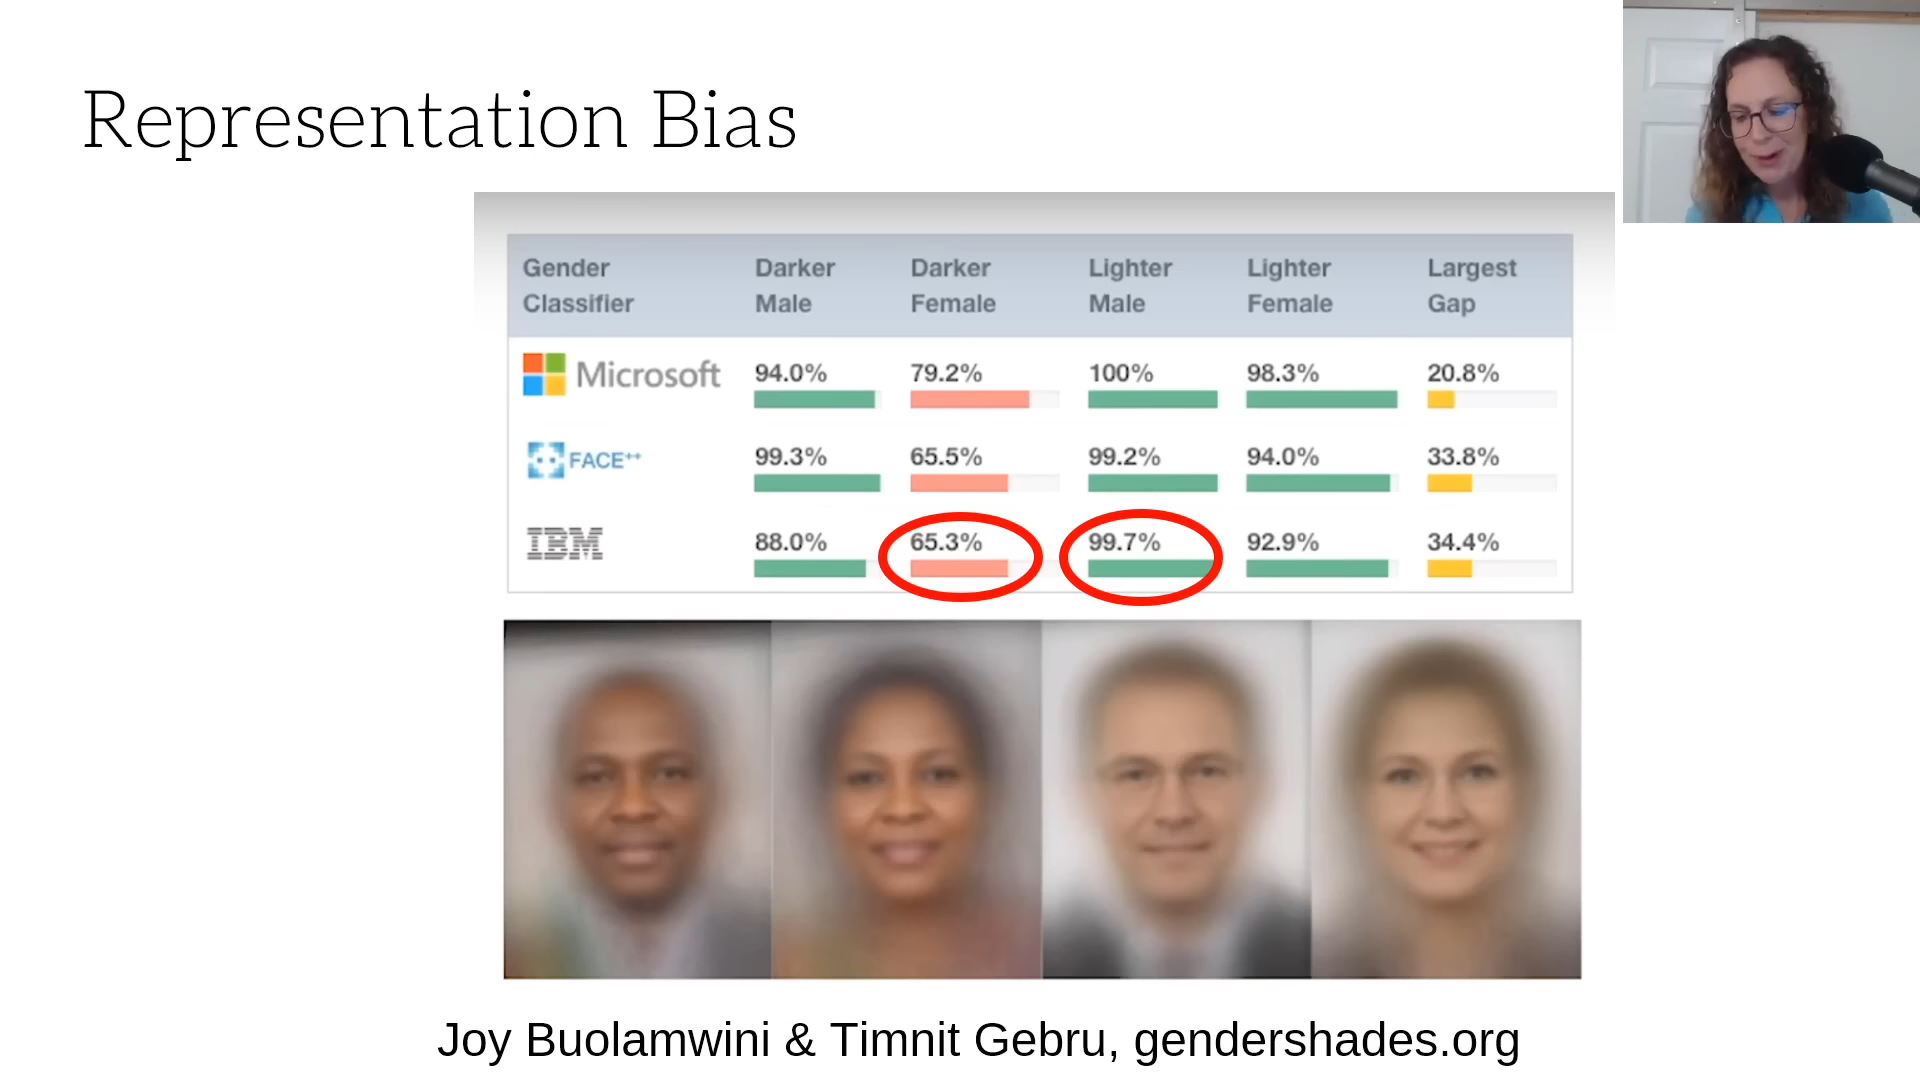 Representation Bias
Gender Classifier Darker Male Darker Female Lighter Male Lighter Female Largest Gap
Microsoft 94.0% 79.2% 100% 98.3% 20.8%
FACE++ 99.3% 65.5% 99.2% 94.0% 33.8%
IBM 88.0% 65.3% 99.7% 92.9% 34.4%
Joy Buolamwini & Timnit Gebru, gendershades.org